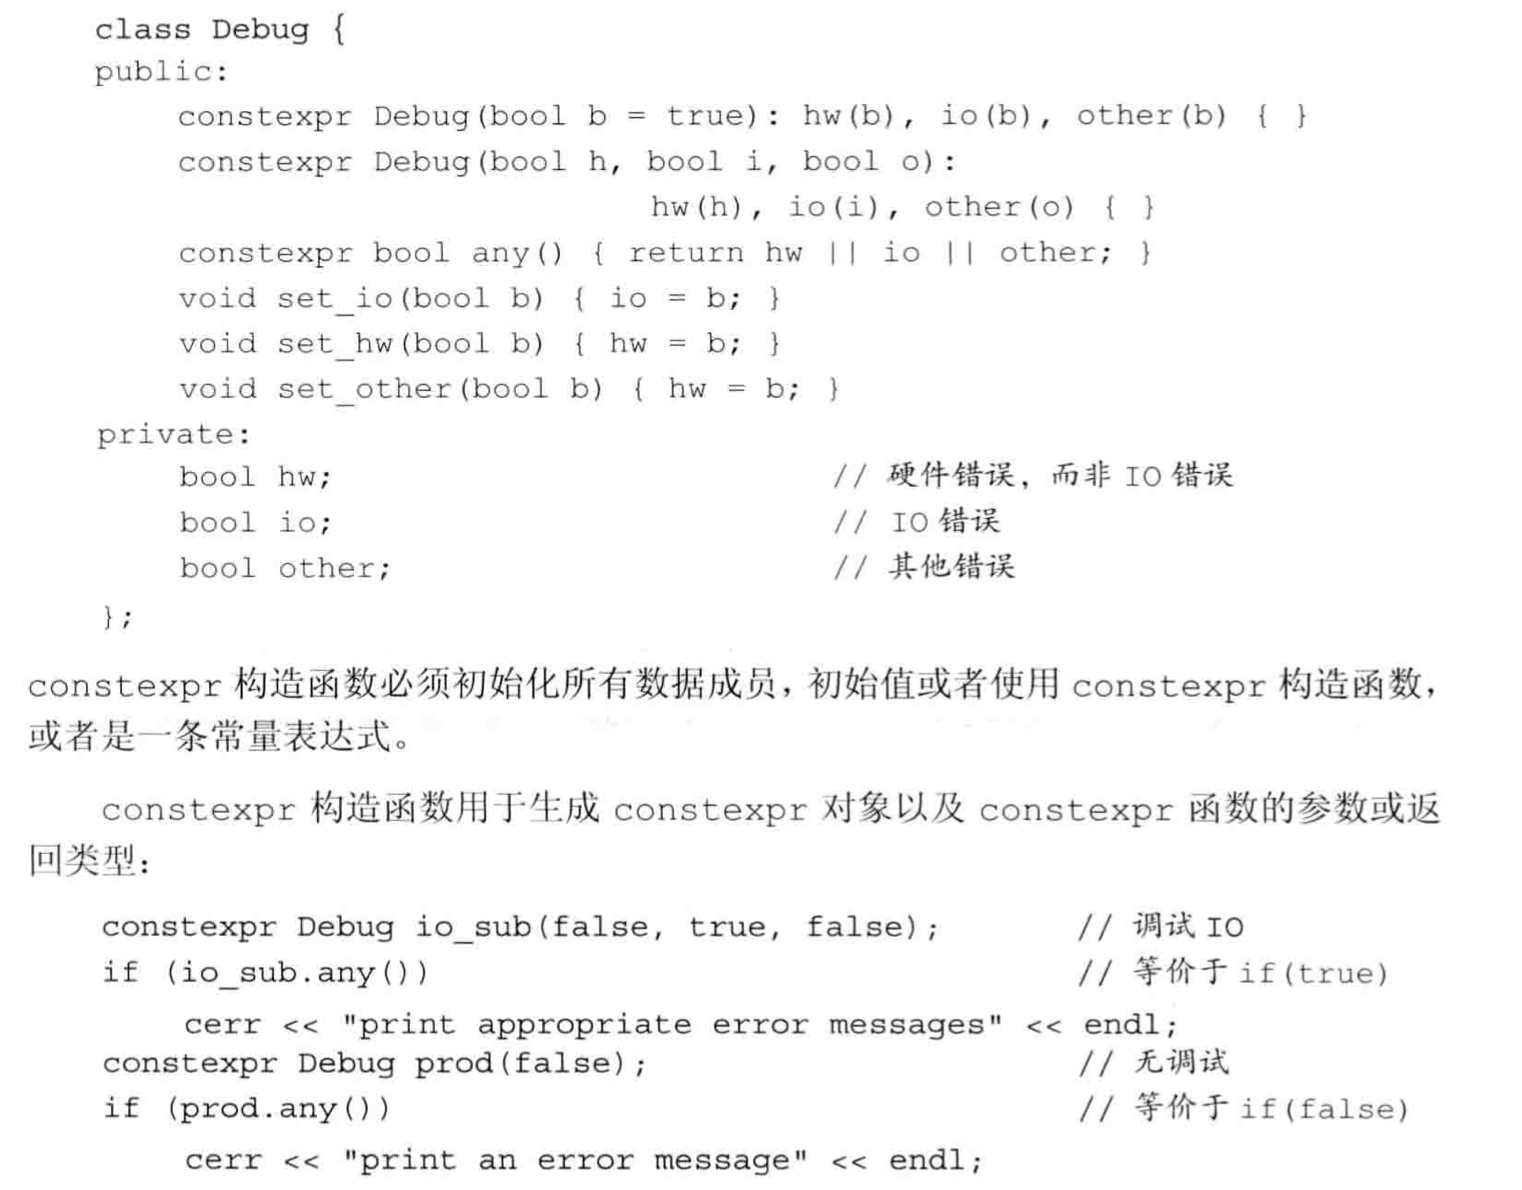 class Debug {
public:
constexpr Debug(bool b = true): hw(b), io(b), other(b) { }
constexpr Debug(bool h, bool i, bool o):
hw(h), io(i), other(o) { }
constexpr bool any() { return hw || io || other; }
void set_io(bool b) { io = b; }
void set_hw(bool b) { hw = b; }
void set_other(bool b) { hw = b; }
private:
bool hw; // 硬件错误，而非 IO 错误
bool io; // IO 错误
bool other; // 其他错误
};
constexpr 构造函数必须初始化所有数据成员，初始值或者使用 constexpr 构造函数，
或者是一条常量表达式。
constexpr 构造函数用于生成 constexpr 对象以及 constexpr 函数的参数或返
回类型：
constexpr Debug io_sub(false, true, false); // 调试 IO
if (io_sub.any()) // 等价于 if(true)
cerr << "print appropriate error messages" << endl;
constexpr Debug prod(false); // 无调试
if (prod.any()) // 等价于 if(false)
cerr << "print an error message" << endl;